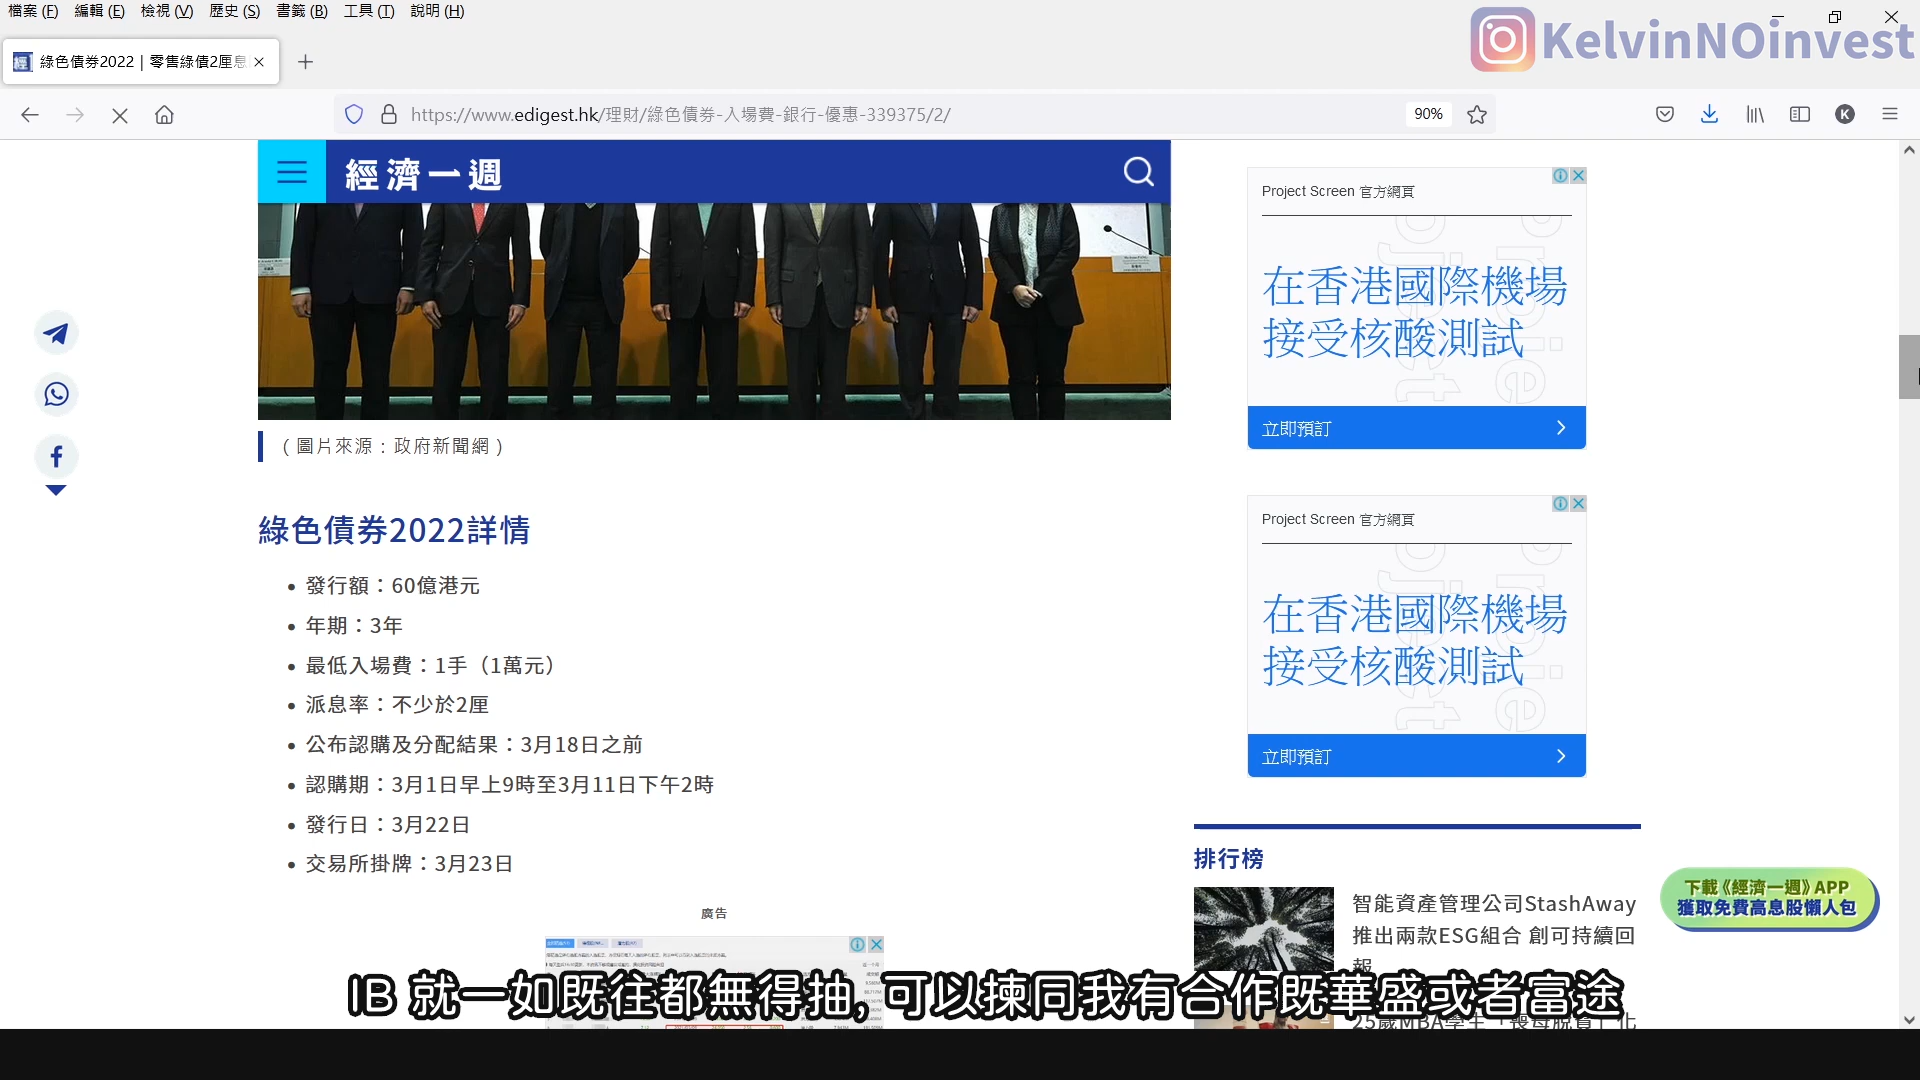 檔案 (F) 編輯 (E) 檢視 (V) 歷史 (S) 書籤 (B) 工具 (T) 說明 (H)
KelvinNOinvest
綠色債券2022 | 零售綠債2厘息
https://www.edigest.hk/理財/綠色債券-入場費-銀行-優惠-339375/2/
90%
K
經濟一週
( 圖片來源 : 政府新聞網 )
綠色債券2022詳情
發行額：60億港元
年期：3年
最低入場費：1手（1萬元）
派息率：不少於2厘
公布認購及分配結果：3月18日之前
認購期：3月1日早上9時至3月11日下午2時
發行日：3月22日
交易所掛牌：3月23日
廣告
Project Screen 官方網頁
在香港國際機場
接受核酸測試
立即預訂
Project Screen 官方網頁
在香港國際機場
接受核酸測試
立即預訂
排行榜
智能資產管理公司StashAway
推出兩款ESG組合 創可持續回
報
25歲MBA學生
下載《經濟一週》APP
獲取免費高息股懶人包
IB 就一如既往都無得抽, 可以揀同我有合作既華盛或者富途